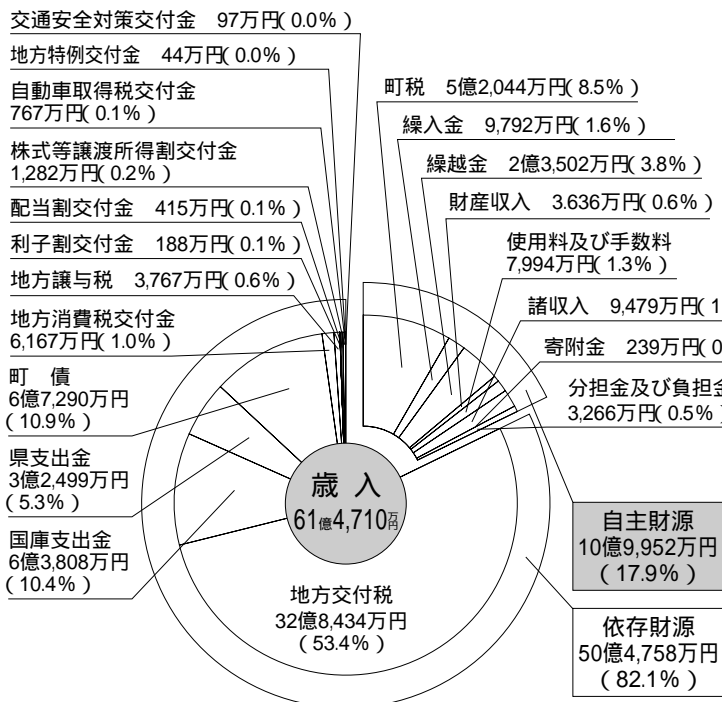 交通安全対策交付金 97万円(0.0%)
地方特例交付金 44万円(0.0%)
自動車取得税交付金
767万円(0.1%)
株式等譲渡所得割交付金
1,282万円(0.2%)
配当割交付金 415万円(0.1%)
利子割交付金 188万円(0.1%)
地方譲与税 3,767万円(0.6%)
地方消費税交付金
6,167万円(1.0%)
町 債
6億7,290万円
(10.9%)
県支出金
3億2,499万円
(5.3%)
国庫支出金
6億3,808万円
(10.4%)
町税 5億2,044万円(8.5%)
繰入金 9,792万円(1.6%)
繰越金 2億3,502万円(3.8%)
財産収入 3.636万円(0.6%)
使用料及び手数料
7,994万円(1.3%)
諸収入 9,479万円(1
寄附金 239万円(0
分担金及び負担金
3,266万円(0.5%)
歳 入
61億4,710万円
地方交付税
32億8,434万円
(53.4%)
自主財源
10億9,952万円
(17.9%)
依存財源
50億4,758万円
(82.1%)